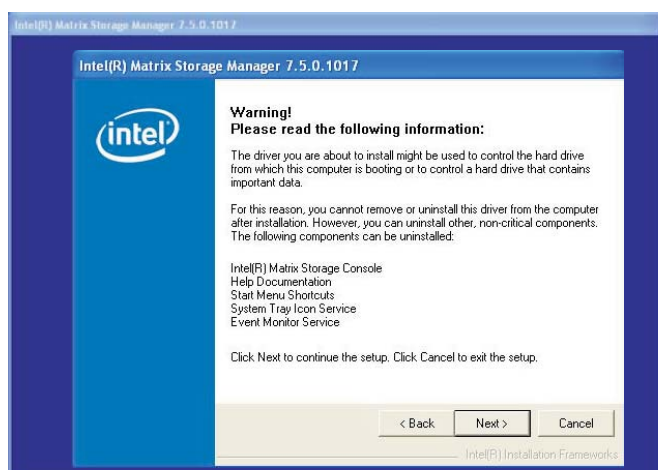 Intel(R) Matrix Storage Manager 7.5.0.1017
Intel(R) Matrix Storage Manager 7.5.0.1017
intel
Warning!
Please read the following information:
The driver you are about to install might be used to control the hard drive
from which this computer is booting or to control a hard drive that contains
important data.
For this reason, you cannot remove or uninstall this driver from the computer
after installation. However, you can uninstall other, non-critical components.
The following components can be uninstalled:
Intel(R) Matrix Storage Console
Help Documentation
Start Menu Shortcuts
System Tray Icon Service
Event Monitor Service
Click Next to continue the setup. Click Cancel to exit the setup.
< Back Next > Cancel
Intel(R) Installation Frameworks